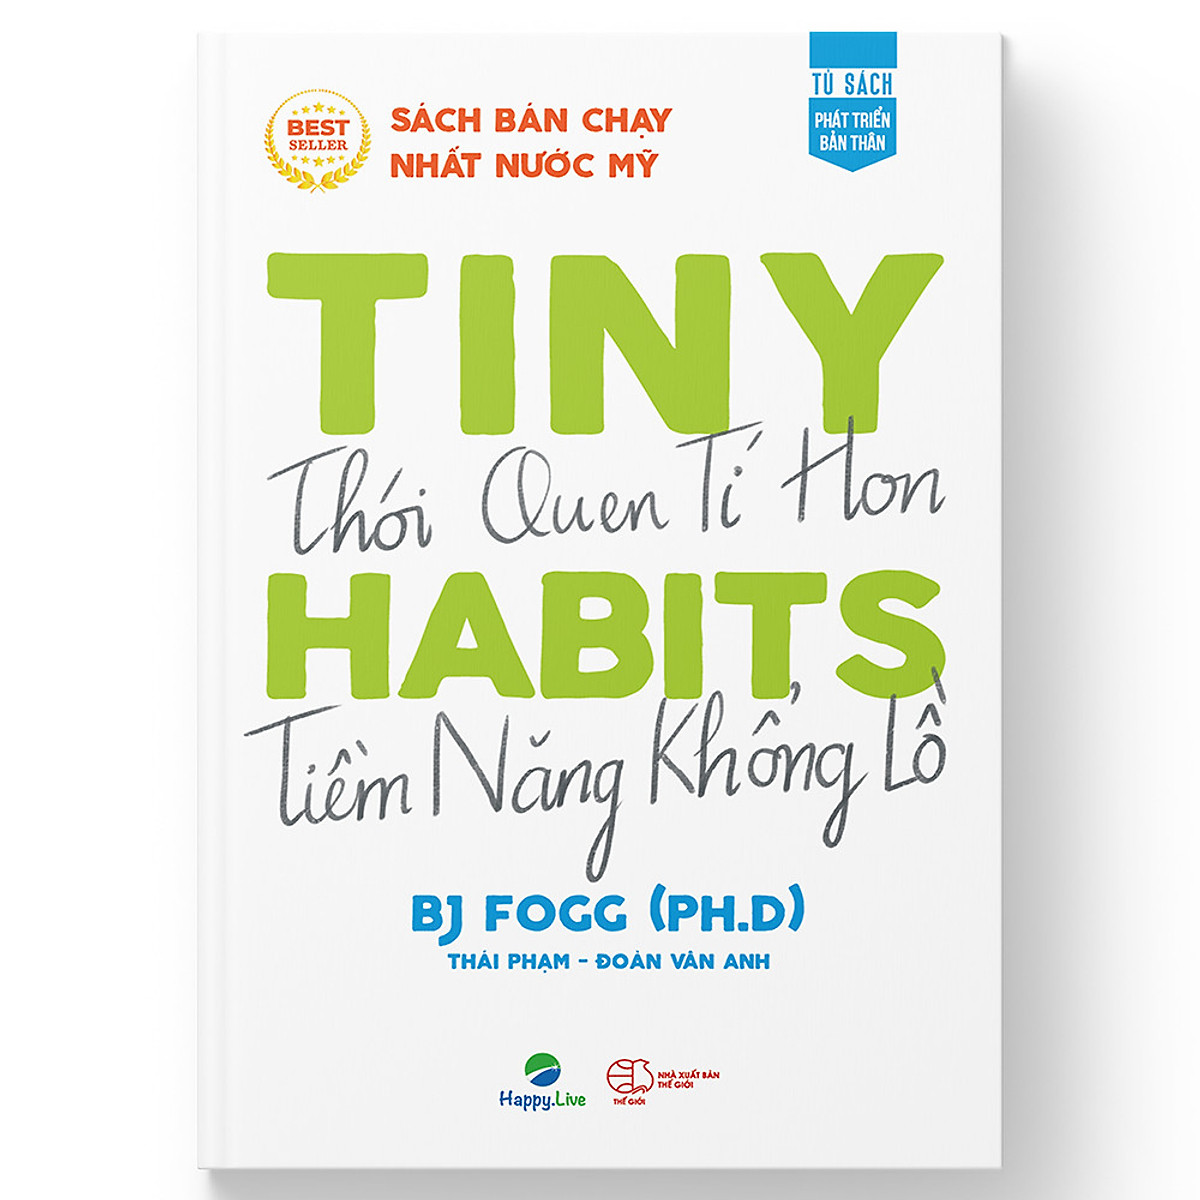 BEST
SELLER
SÁCH BÁN CHẠY
NHẤT NƯỚC MỸ
TỦ SÁCH
PHÁT TRIỂN
BẢN THÂN
TINY
Thói Quen Tí Hon
HABITS
Tiềm Năng Khổng Lồ
BJ FOGG (PH.D)
THÁI PHẠM - ĐOÀN VÂN ANH
Happy.Live
NHÀ XUẤT BẢN
THẾ GIỚI
THẾ GIỚI